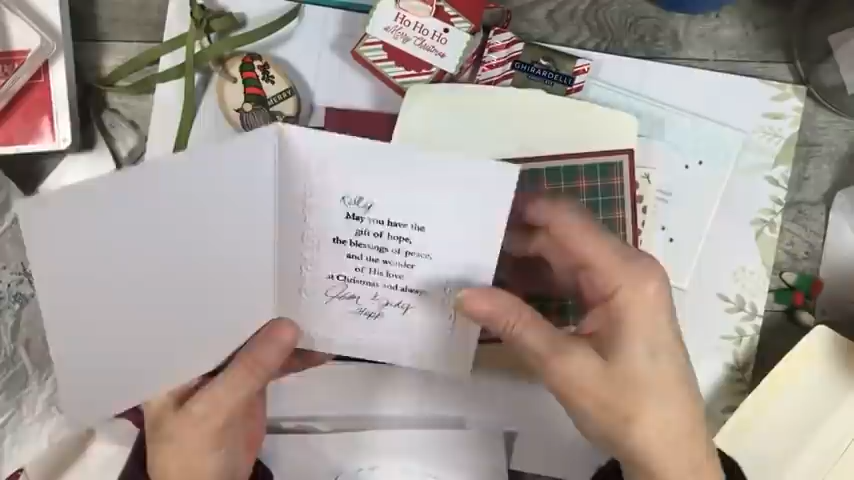 HO HO HO
Merry Christmas!
GHIRARDELLI
MERRY
Kelly
May you have the
gift of hope,
the blessings of peace,
and the wonder
of His love
at Christmas and always